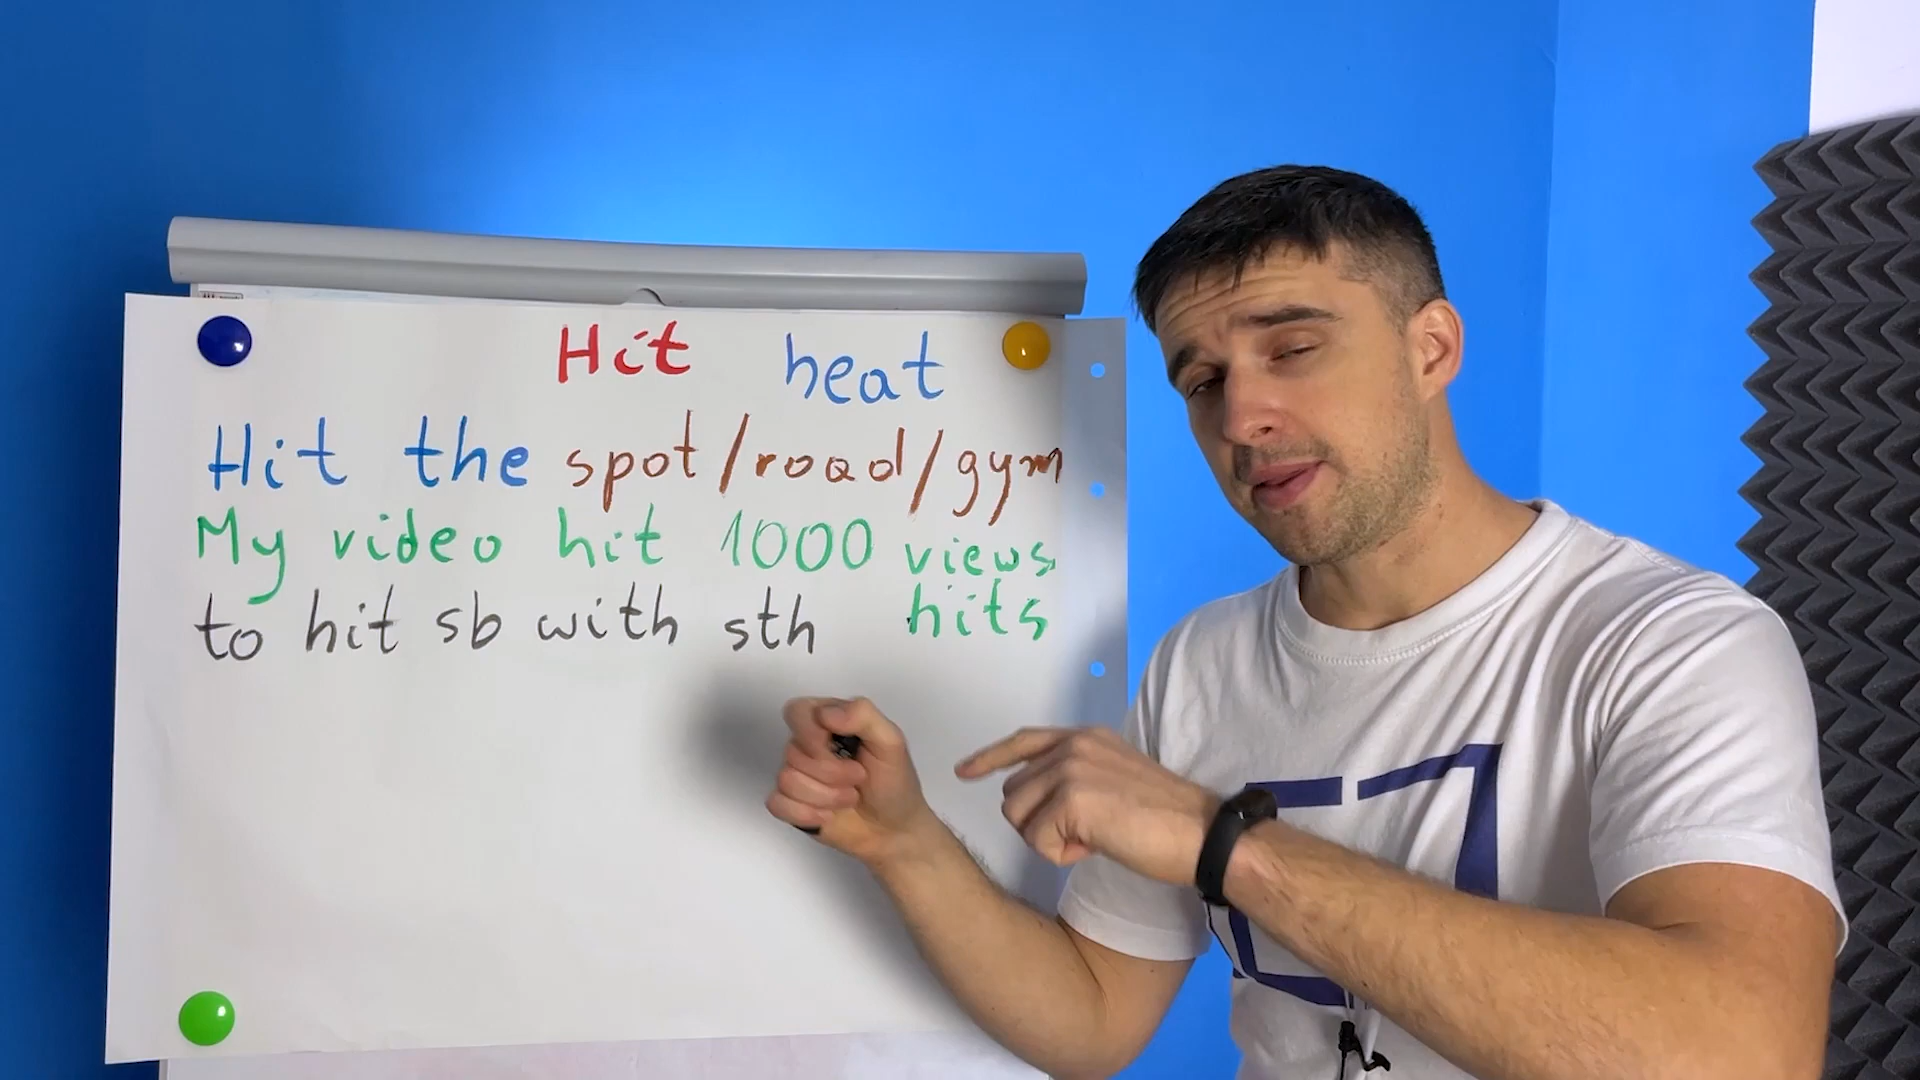 Hit heat
Hit the spot/road/gym
My video hit 1000 views
hits
to hit sb with sth